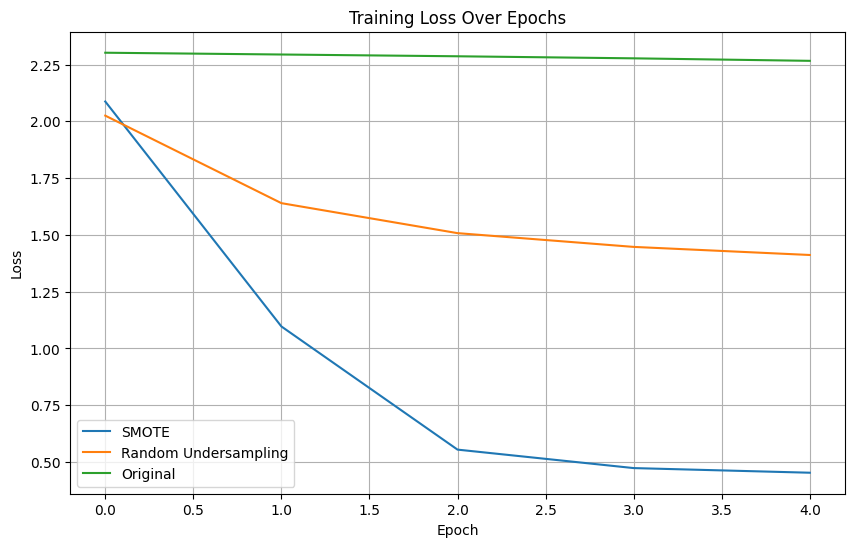 Training Loss Over Epochs
Loss
2.25
2.00
1.75
1.50
1.25
1.00
0.75
0.50
SMOTE
Random Undersampling
Original
0.0 0.5 1.0 1.5 2.0 2.5 3.0 3.5 4.0
Epoch